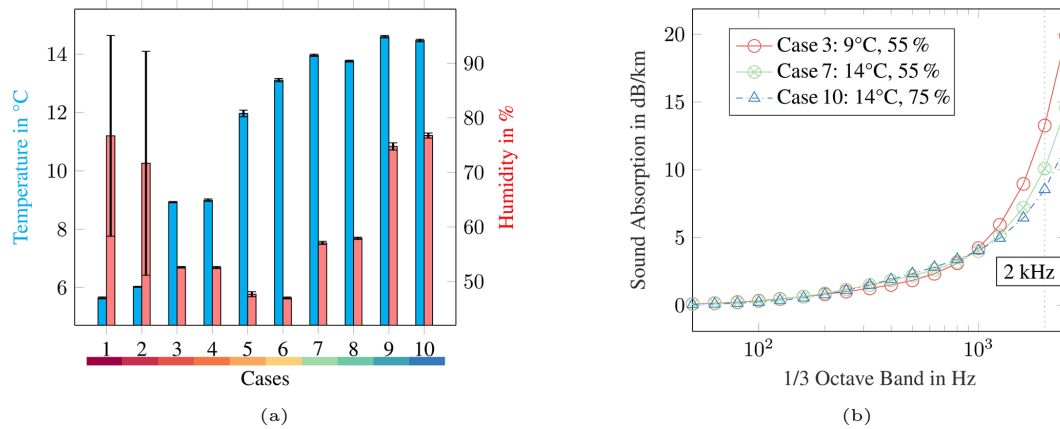 14
12
10
8
6
Temperature in °C
90
80
70
60
50
Humidity in %
1 2 3 4 5 6 7 8 9 10
Cases
(a)
20
15
10
5
0
Sound Absorption in dB/km
Case 3: 9°C, 55 %
Case 7: 14°C, 55 %
Case 10: 14°C, 75 %
2 kHz
10² 10³
1/3 Octave Band in Hz
(b)